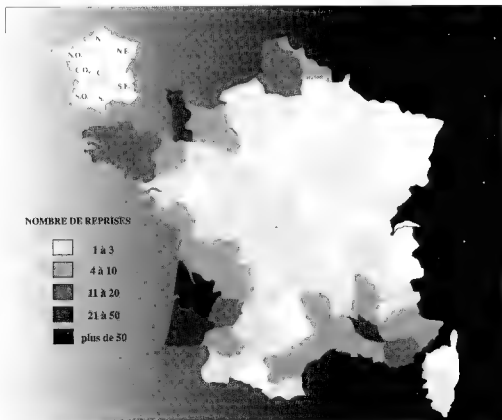 N.
N.O.
N.E.
C.O.
C.
S.O.
S.
S.E.
NOMBRE DE REPRISES
1 à 3
4 à 10
11 à 20
21 à 50
plus de 50